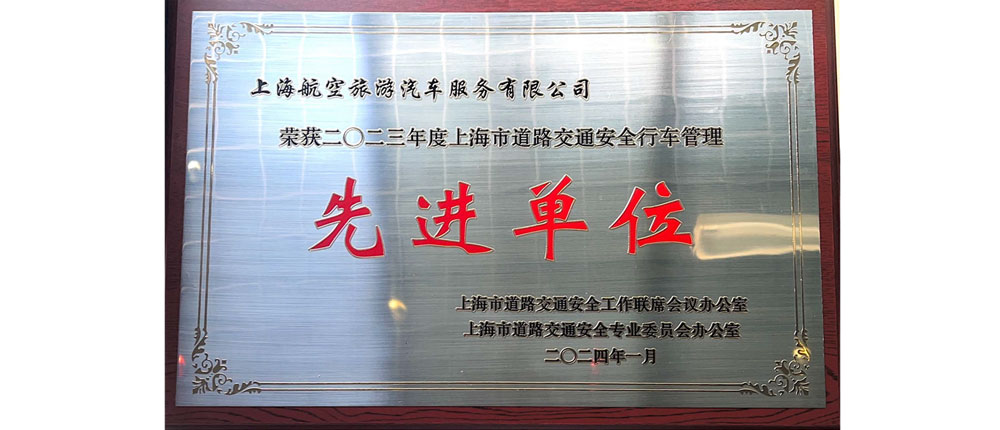 上海航空旅游汽车服务有限公司
荣获二〇二三年度上海市道路交通安全行车管理
先进单位
上海市道路交通安全工作联席会议办公室
上海市道路交通安全专业委员会办公室
二〇二四年一月